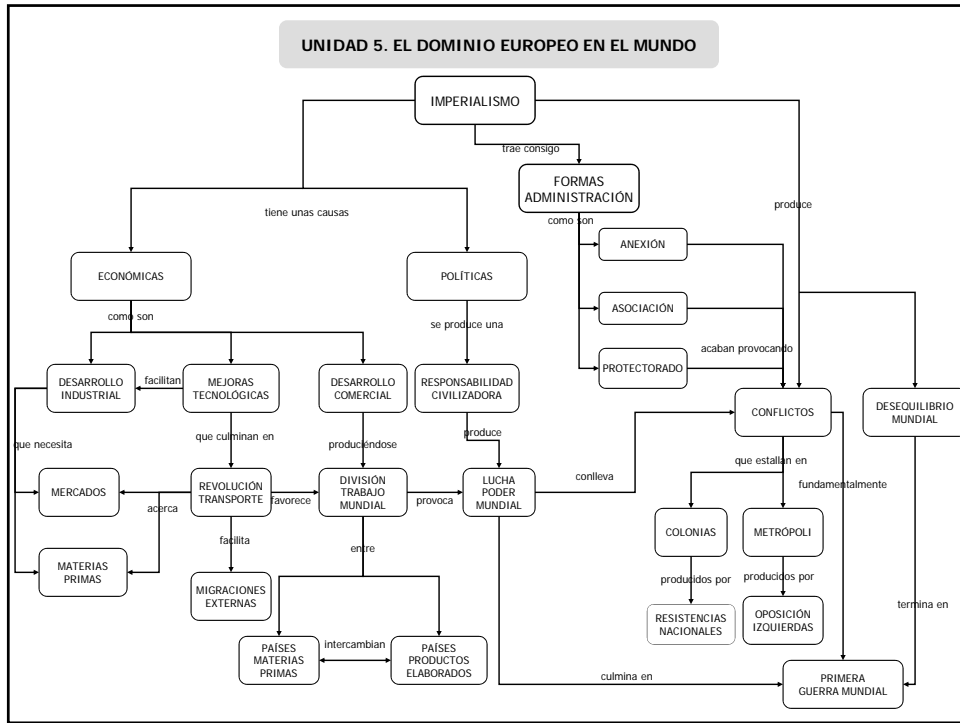 UNIDAD 5. EL DOMINIO EUROPEO EN EL MUNDO
IMPERIALISMO
trae consigo
FORMAS
ADMINISTRACIÓN
produce
tiene unas causas
como son
ANEXIÓN
ECONÓMICAS
POLÍTICAS
ASOCIACIÓN
como son
se produce una
acaban provocando
PROTECTORADO
DESARROLLO
INDUSTRIAL
facilitan
MEJORAS
TECNOLÓGICAS
DESARROLLO
COMERCIAL
RESPONSABILIDAD
CIVILIZADORA
CONFLICTOS
DESEQUILIBRIO
MUNDIAL
que necesita
que culminan en
produciéndose
produce
que estallan en
fundamentalmente
MERCADOS
acerca
REVOLUCIÓN
TRANSPORTE
favorece
DIVISIÓN
TRABAJO
MUNDIAL
provoca
LUCHA
PODER
MUNDIAL
conlleva
COLONIAS
METRÓPOLI
facilita
entre
MATERIAS
PRIMAS
producidos por
producidos por
MIGRACIONES
EXTERNAS
RESISTENCIAS
NACIONALES
OPOSICIÓN
IZQUIERDAS
termina en
PAÍSES
MATERIAS
PRIMAS
intercambian
PAÍSES
PRODUCTOS
ELABORADOS
culmina en
PRIMERA
GUERRA MUNDIAL